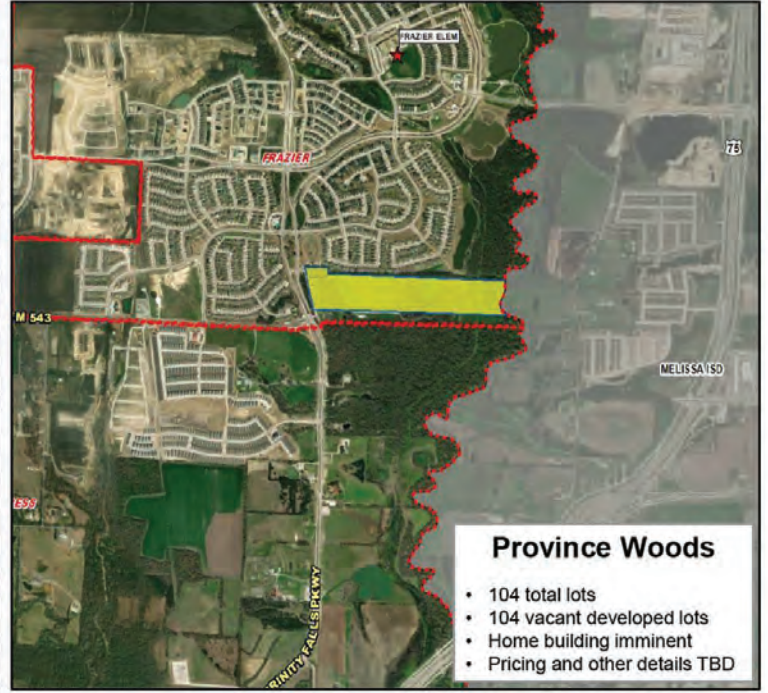 FRAZIER ELEM
75
FRAZIER
M 543
MELISSA ISD
ESS
RINITY FALLS PKWY
Province Woods
• 104 total lots
• 104 vacant developed lots
• Home building imminent
• Pricing and other details TBD